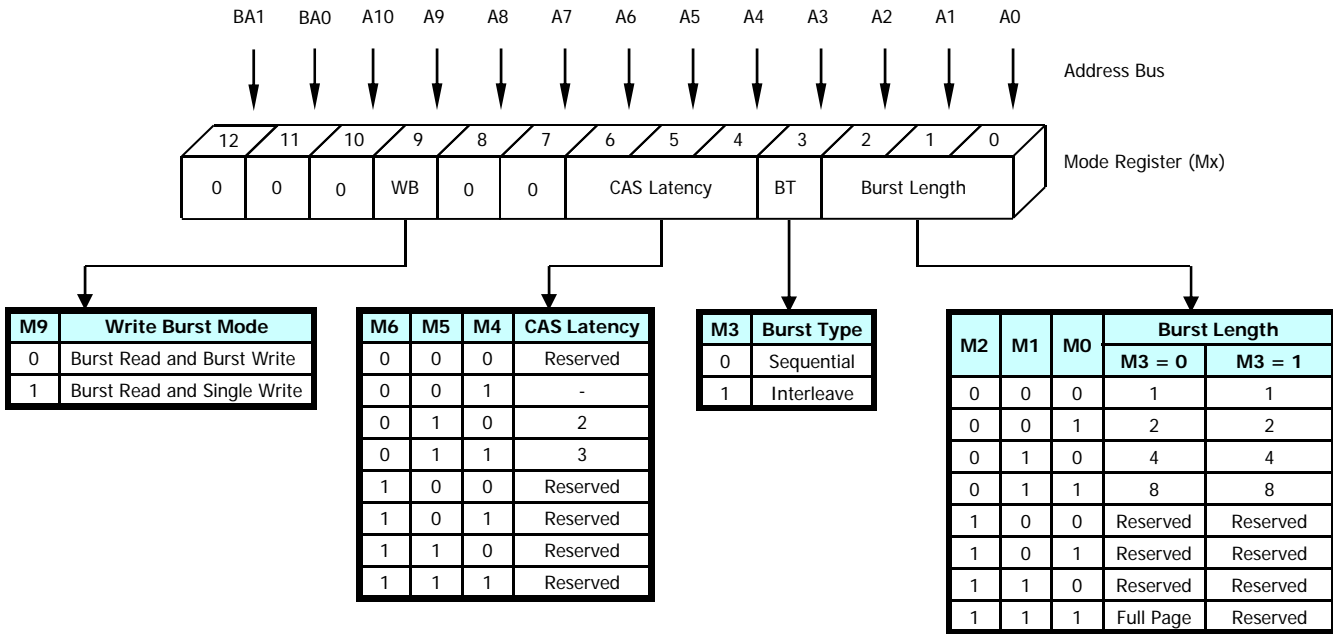 BA1 BA0 A10 A9 A8 A7 A6 A5 A4 A3 A2 A1 A0
Address Bus
12 11 10 9 8 7 6 5 4 3 2 1 0
Mode Register (Mx)
0 0 0 WB 0 0 CAS Latency BT Burst Length
M9 Write Burst Mode
0 Burst Read and Burst Write
1 Burst Read and Single Write
M6 M5 M4 CAS Latency
0 0 0 Reserved
0 0 1 -
0 1 0 2
0 1 1 3
1 0 0 Reserved
1 0 1 Reserved
1 1 0 Reserved
1 1 1 Reserved
M3 Burst Type
0 Sequential
1 Interleave
M2 M1 M0 Burst Length
M3 = 0 M3 = 1
0 0 0 1 1
0 0 1 2 2
0 1 0 4 4
0 1 1 8 8
1 0 0 Reserved Reserved
1 0 1 Reserved Reserved
1 1 0 Reserved Reserved
1 1 1 Full Page Reserved